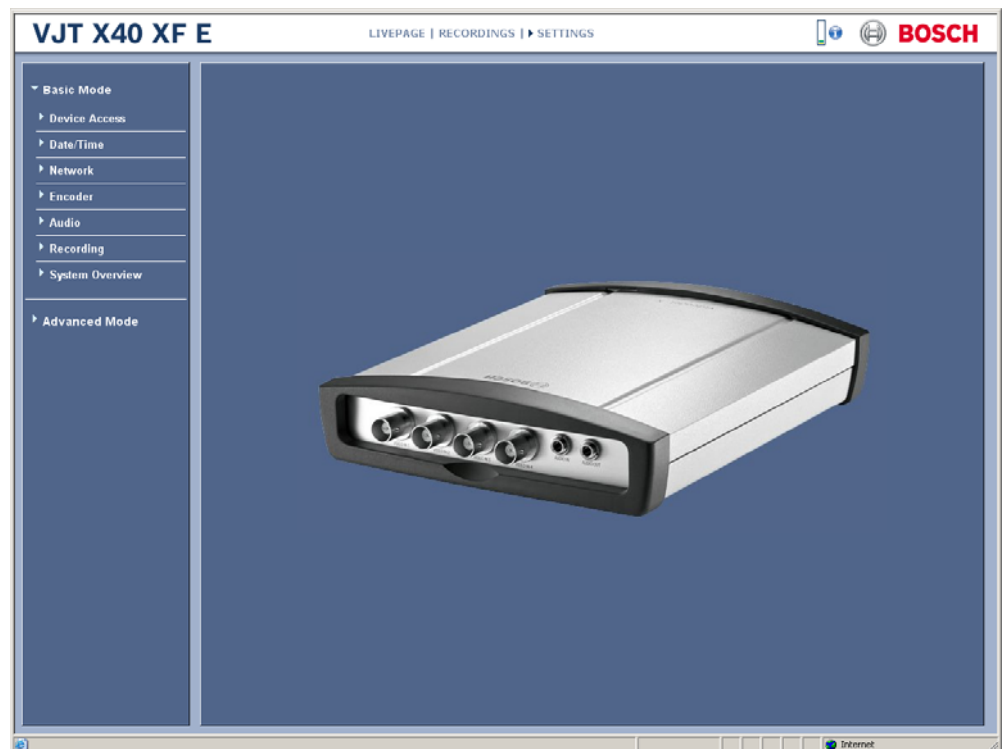 VJT X40 XF E
LIVEPAGE | RECORDINGS | SETTINGS
BOSCH
Basic Mode
Device Access
Date/Time
Network
Encoder
Audio
Recording
System Overview
Advanced Mode
BOSCH
Internet